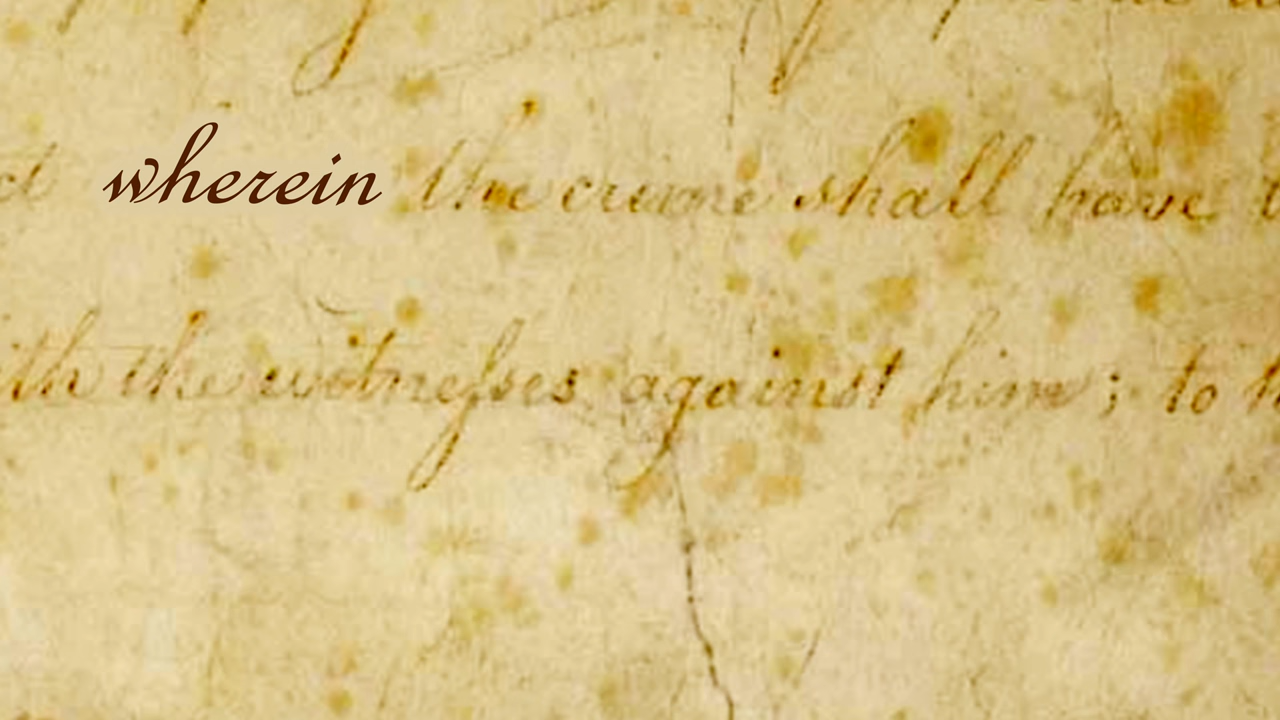 wherein the crime shall have
the witneſses against him; to